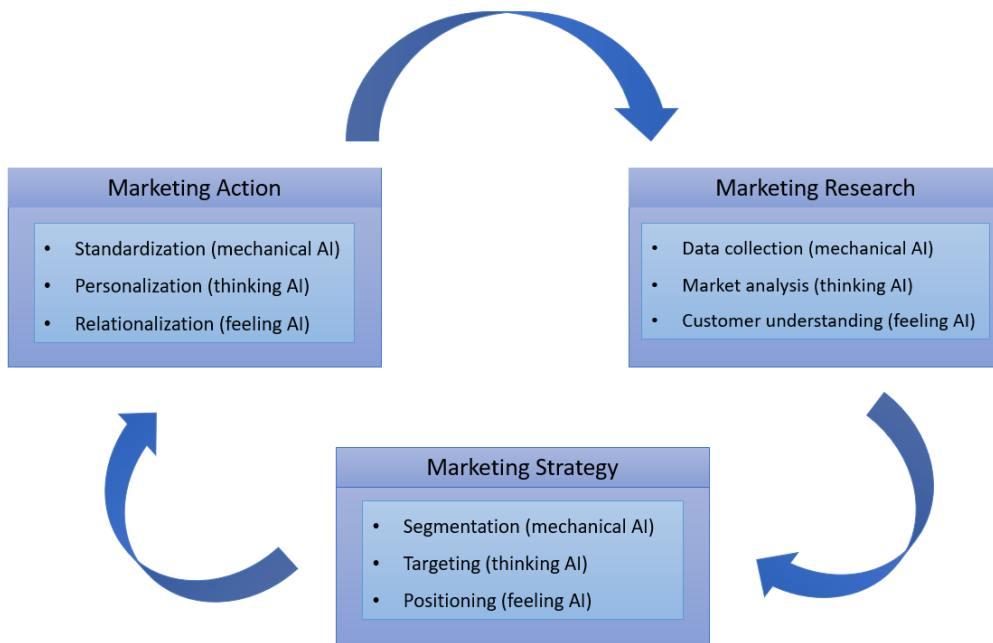 Marketing Action
• Standardization (mechanical AI)
• Personalization (thinking AI)
• Relationalization (feeling AI)
Marketing Research
• Data collection (mechanical AI)
• Market analysis (thinking AI)
• Customer understanding (feeling AI)
Marketing Strategy
• Segmentation (mechanical AI)
• Targeting (thinking AI)
• Positioning (feeling AI)